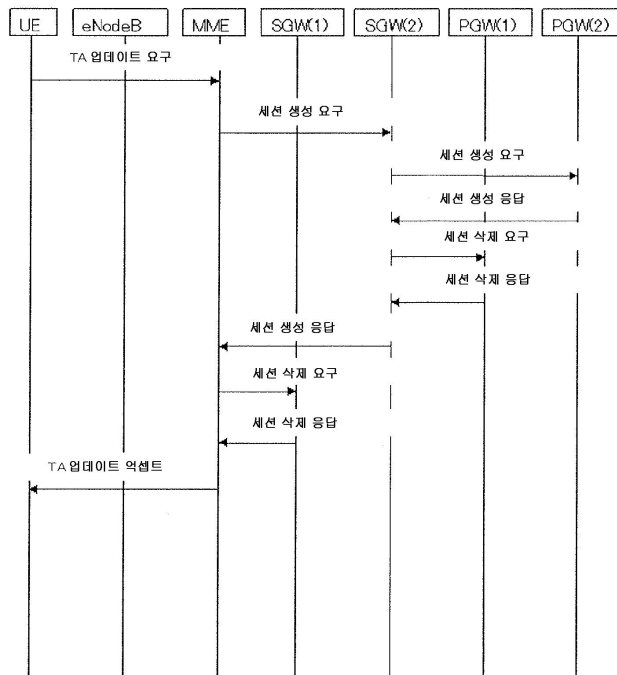 UE eNodeB MME SGW(1) SGW(2) PGW(1) PGW(2)
TA 업데이트 요구
세션 생성 요구
세션 생성 요구
세션 생성 응답
세션 삭제 요구
세션 삭제 응답
세션 생성 응답
세션 삭제 요구
세션 삭제 응답
TA 업데이트 억셉트